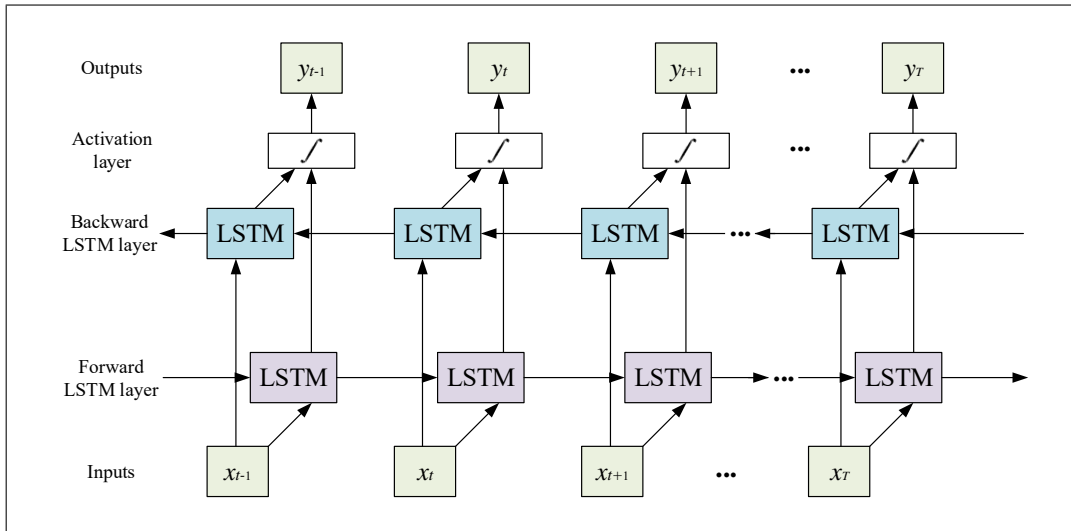 Outputs
yt-1 yt yt+1 ... yT
Activation
layer
∫ ∫ ∫ ... ∫
Backward
LSTM layer
LSTM LSTM LSTM ... LSTM
Forward
LSTM layer
LSTM LSTM LSTM ... LSTM
Inputs
xt-1 xt xt+1 ... xT